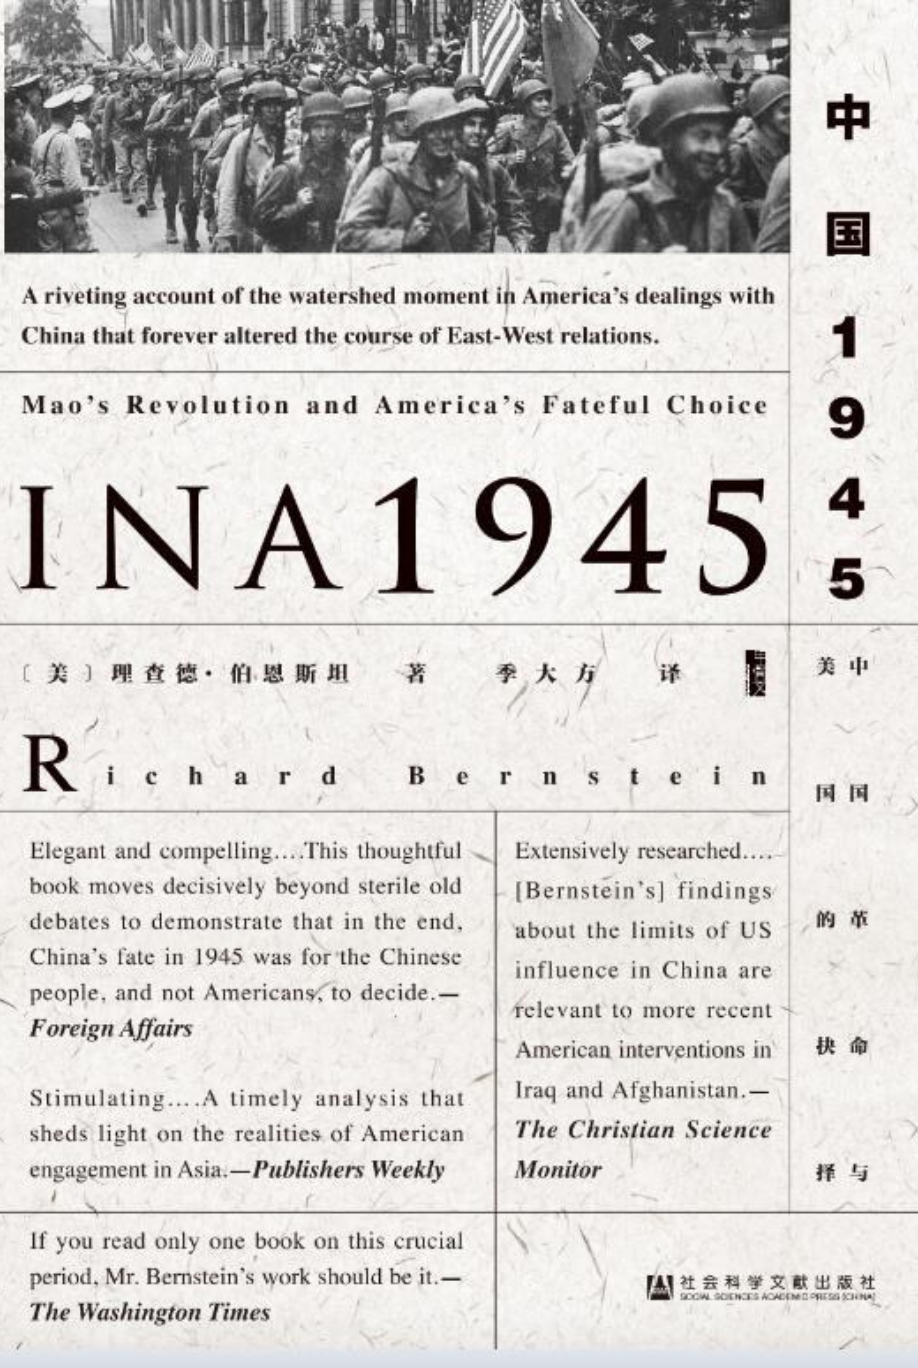 A riveting account of the watershed moment in America's dealings with
China that forever altered the course of East-West relations.
Mao's Revolution and America's Fateful Choice
INA1945
〔美〕理查德·伯恩斯坦 著 季大方 译
Richard Bernstein
Elegant and compelling....This thoughtful
book moves decisively beyond sterile old
debates to demonstrate that in the end,
China's fate in 1945 was for the Chinese
people, and not Americans, to decide.—
Foreign Affairs
Stimulating....A timely analysis that
sheds light on the realities of American
engagement in Asia.—Publishers Weekly
If you read only one book on this crucial
period, Mr. Bernstein's work should be it.—
The Washington Times
Extensively researched....
[Bernstein's] findings
about the limits of US
influence in China are
relevant to more recent
American interventions in
Iraq and Afghanistan.—
The Christian Science
Monitor
中国1945
中国革命与
美国的抉择
社会科学文献出版社
SOCIAL SCIENCES ACADEMIC PRESS (CHINA)